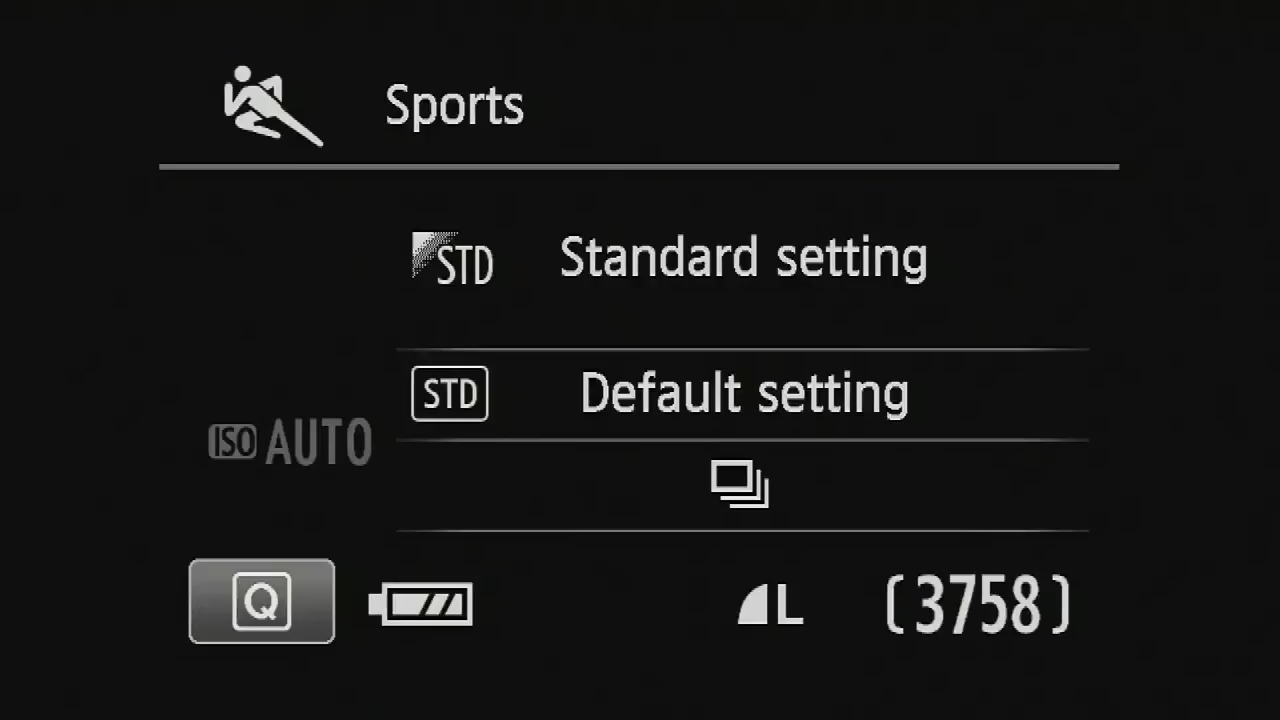 Sports
STD Standard setting
STD Default setting
ISO AUTO
Q L (3758)